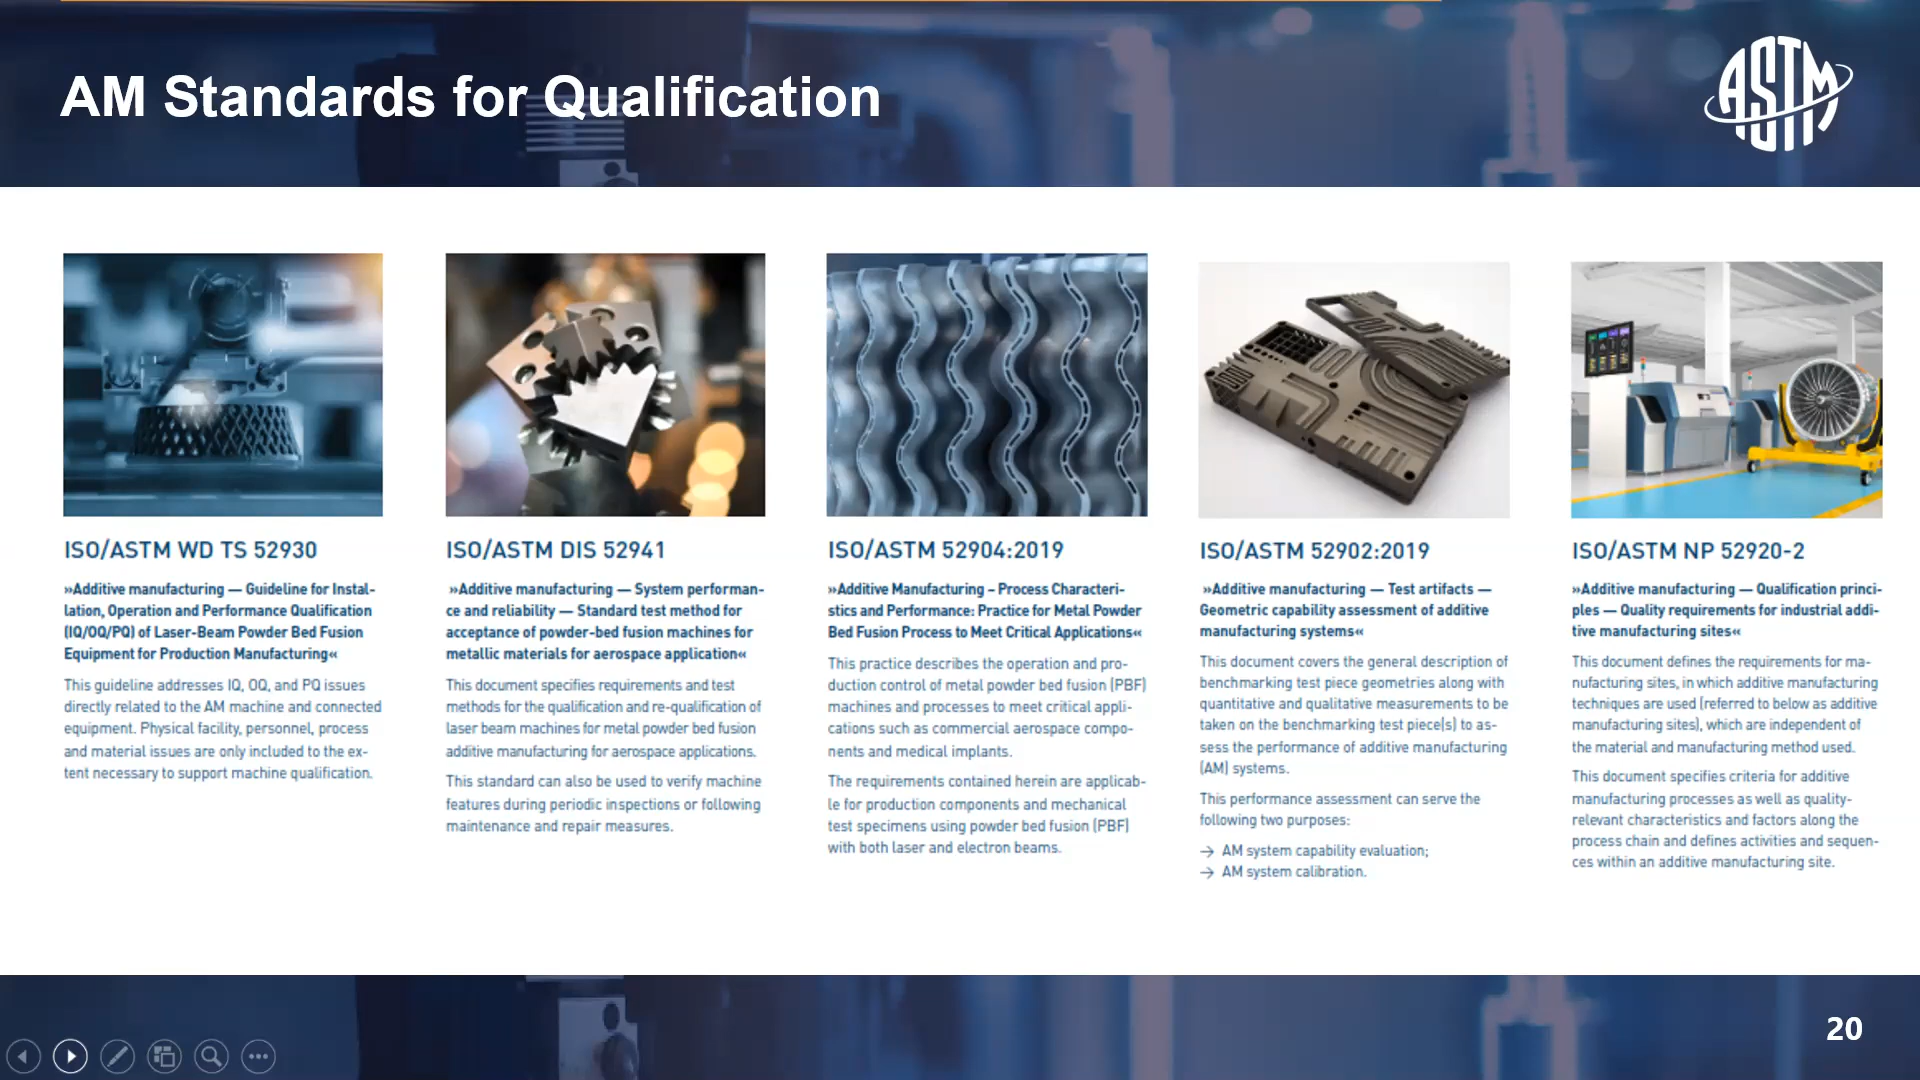 AM Standards for Qualification
ASTM
ISO/ASTM WD TS 52930
»Additive manufacturing — Guideline for Instal-
lation, Operation and Performance Qualification
(IQ/OQ/PQ) of Laser-Beam Powder Bed Fusion
Equipment for Production Manufacturing«
This guideline addresses IQ, OQ, and PQ issues
directly related to the AM machine and connected
equipment. Physical facility, personnel, process
and material issues are only included to the ex-
tent necessary to support machine qualification.
ISO/ASTM DIS 52941
»Additive manufacturing — System performan-
ce and reliability — Standard test method for
acceptance of powder-bed fusion machines for
metallic materials for aerospace application«
This document specifies requirements and test
methods for the qualification and re-qualification of
laser beam machines for metal powder bed fusion
additive manufacturing for aerospace applications.
This standard can also be used to verify machine
features during periodic inspections or following
maintenance and repair measures.
ISO/ASTM 52904:2019
»Additive Manufacturing – Process Characteri-
stics and Performance: Practice for Metal Powder
Bed Fusion Process to Meet Critical Applications«
This practice describes the operation and pro-
duction control of metal powder bed fusion (PBF)
machines and processes to meet critical appli-
cations such as commercial aerospace compo-
nents and medical implants.
The requirements contained herein are applicab-
le for production components and mechanical
test specimens using powder bed fusion (PBF)
with both laser and electron beams.
ISO/ASTM 52902:2019
»Additive manufacturing — Test artifacts —
Geometric capability assessment of additive
manufacturing systems«
This document covers the general description of
benchmarking test piece geometries along with
quantitative and qualitative measurements to be
taken on the benchmarking test piece(s) to as-
sess the performance of additive manufacturing
(AM) systems.
This performance assessment can serve the
following two purposes:
→ AM system capability evaluation;
→ AM system calibration.
ISO/ASTM NP 52920-2
»Additive manufacturing — Qualification princi-
ples — Quality requirements for industrial addi-
tive manufacturing sites«
This document defines the requirements for ma-
nufacturing sites, in which additive manufacturing
techniques are used (referred to below as additive
manufacturing sites), which are independent of
the material and manufacturing method used.
This document specifies criteria for additive
manufacturing processes as well as quality-
relevant characteristics and factors along the
process chain and defines activities and sequen-
ces within an additive manufacturing site.
20